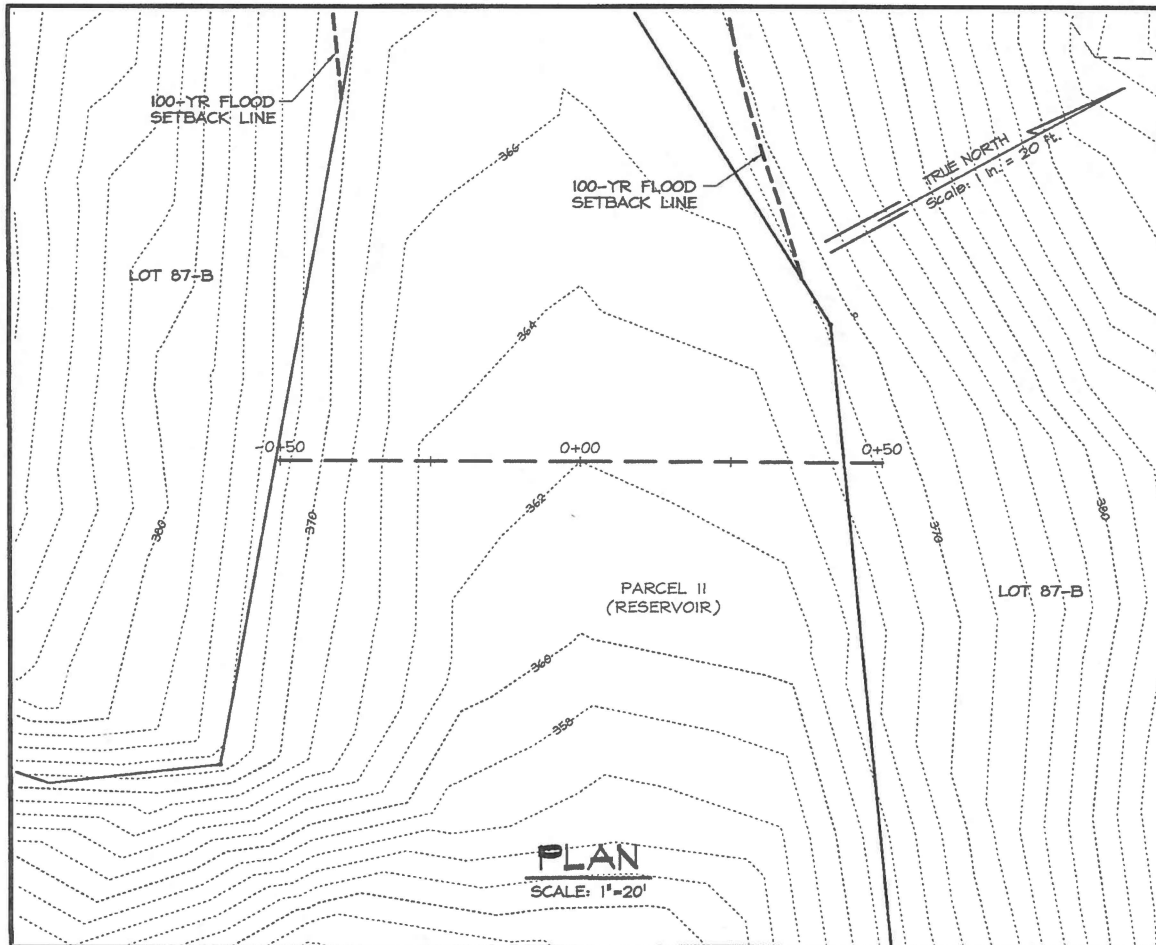 100-YR FLOOD
SETBACK LINE
366
TRUE NORTH
Scale: 1 in. = 20 ft.
100-YR FLOOD
SETBACK LINE
LOT 87-B
364
-0+50
0+00
0+50
362
380
370
370
380
PARCEL II
(RESERVOIR)
LOT 87-B
360
358
PLAN
SCALE: 1"=20'